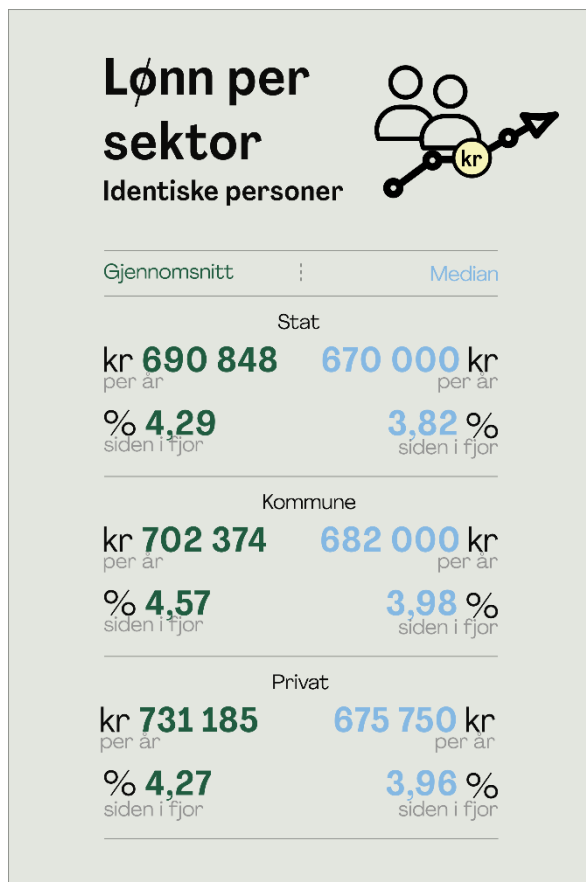 Lønn per
sektor
Identiske personer
kr
Gjennomsnitt Median
Stat
kr 690 848 670 000 kr
per år per år
% 4,29 3,82 %
siden i fjor siden i fjor
Kommune
kr 702 374 682 000 kr
per år per år
% 4,57 3,98 %
siden i fjor siden i fjor
Privat
kr 731 185 675 750 kr
per år per år
% 4,27 3,96 %
siden i fjor siden i fjor